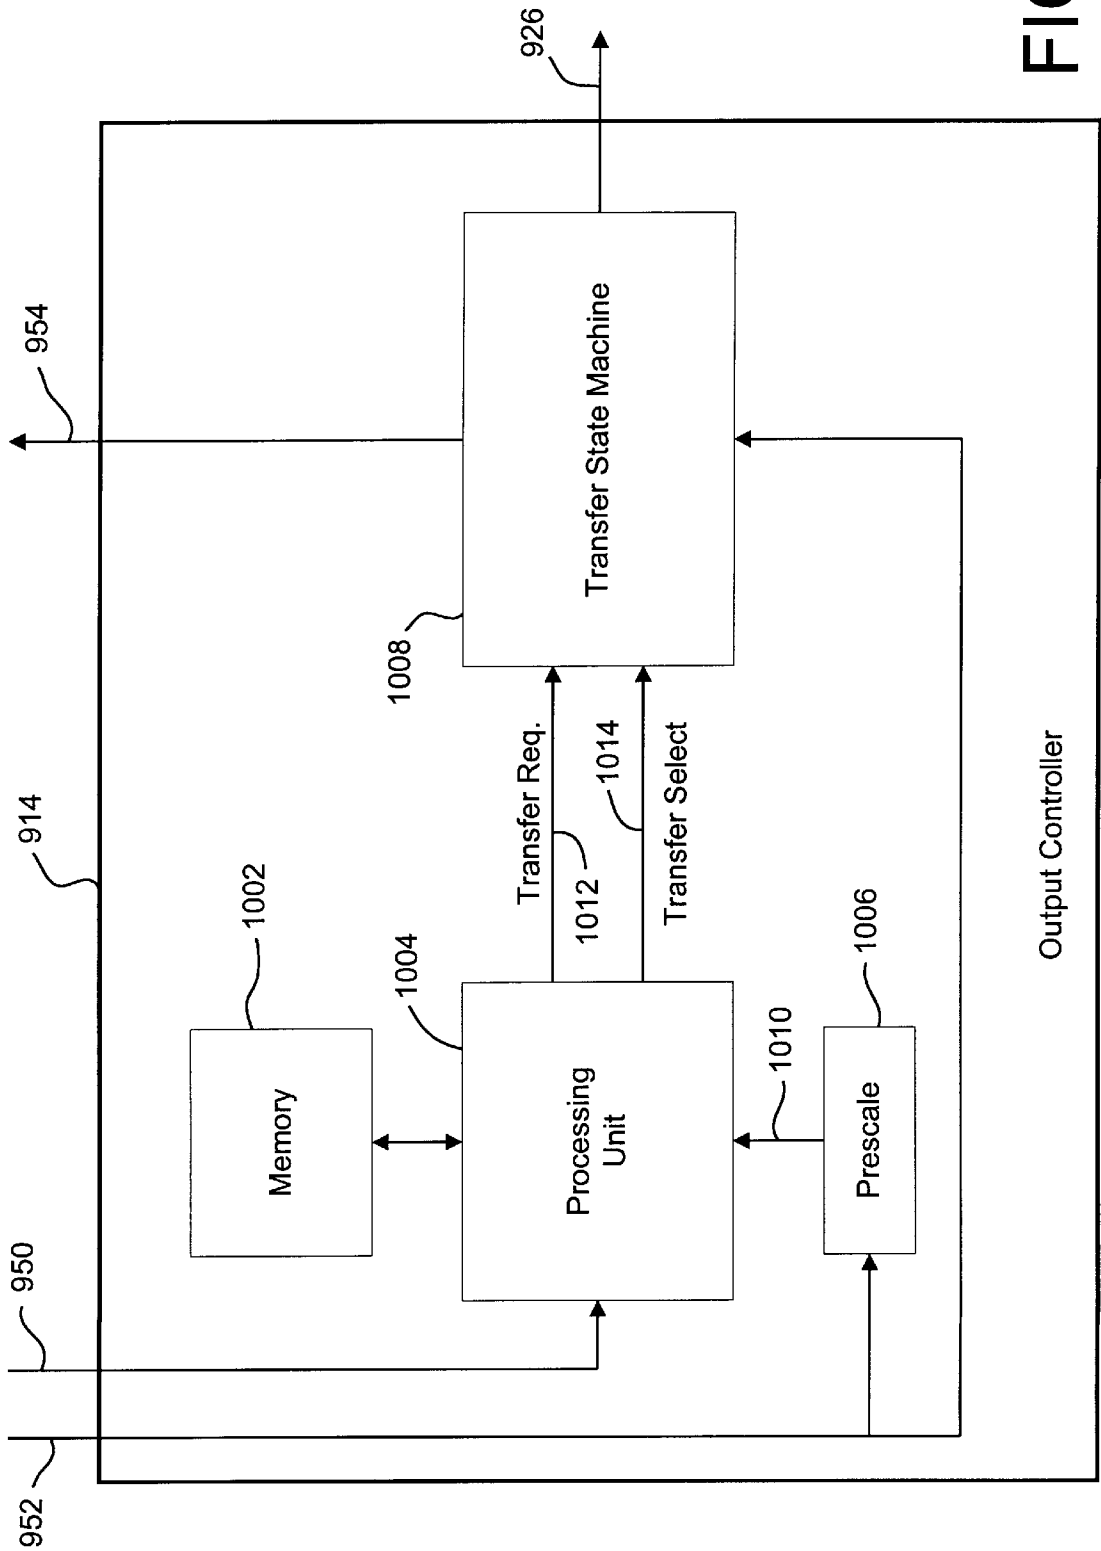 952
950
914
954
926
1002
Memory
1004
1008
Transfer Req.
1012
Processing
Unit
Transfer State Machine
1014
Transfer Select
1010
Prescale
1006
Output Controller